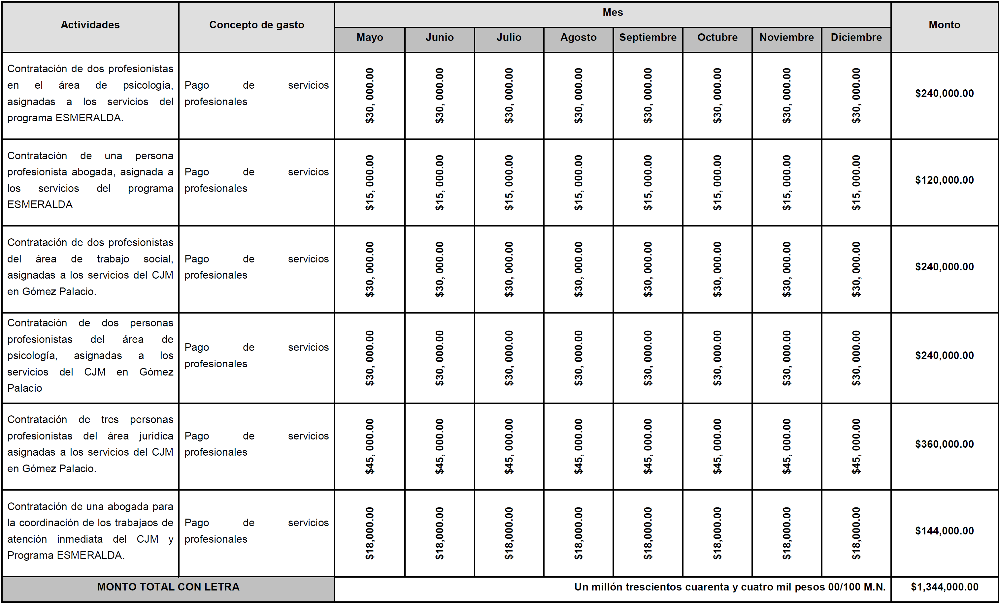 Actividades
Concepto de gasto
Mes
Monto
Mayo
Junio
Julio
Agosto
Septiembre
Octubre
Noviembre
Diciembre
Contratación de dos profesionistas
en el área de psicología,
asignadas a los servicios del
programa ESMERALDA.
Pago de servicios
profesionales
$30, 000.00
$30, 000.00
$30, 000.00
$30, 000.00
$30, 000.00
$30, 000.00
$30, 000.00
$30, 000.00
$240,000.00
Contratación de una persona
profesionista abogada, asignada a
los servicios del programa
ESMERALDA
Pago de servicios
profesionales
$15, 000.00
$15, 000.00
$15, 000.00
$15, 000.00
$15, 000.00
$15, 000.00
$15, 000.00
$15, 000.00
$120,000.00
Contratación de dos profesionistas
del área de trabajo social,
asignadas a los servicios del CJM
en Gómez Palacio.
Pago de servicios
profesionales
$30, 000.00
$30, 000.00
$30, 000.00
$30, 000.00
$30, 000.00
$30, 000.00
$30, 000.00
$30, 000.00
$240,000.00
Contratación de dos personas
profesionistas del área de
psicología, asignadas a los
servicios del CJM en Gómez
Palacio
Pago de servicios
profesionales
$30, 000.00
$30, 000.00
$30, 000.00
$30, 000.00
$30, 000.00
$30, 000.00
$30, 000.00
$30, 000.00
$240,000.00
Contratación de tres personas
profesionistas del área jurídica
asignadas a los servicios del CJM
en Gómez Palacio.
Pago de servicios
profesionales
$45, 000.00
$45, 000.00
$45, 000.00
$45, 000.00
$45, 000.00
$45, 000.00
$45, 000.00
$45, 000.00
$360,000.00
Contratación de una abogada para
la coordinación de los trabajaos de
atención inmediata del CJM y
Programa ESMERALDA.
Pago de servicios
profesionales
$18,000.00
$18,000.00
$18,000.00
$18,000.00
$18,000.00
$18,000.00
$18,000.00
$18,000.00
$144,000.00
MONTO TOTAL CON LETRA
Un millón trescientos cuarenta y cuatro mil pesos 00/100 M.N.
$1,344,000.00